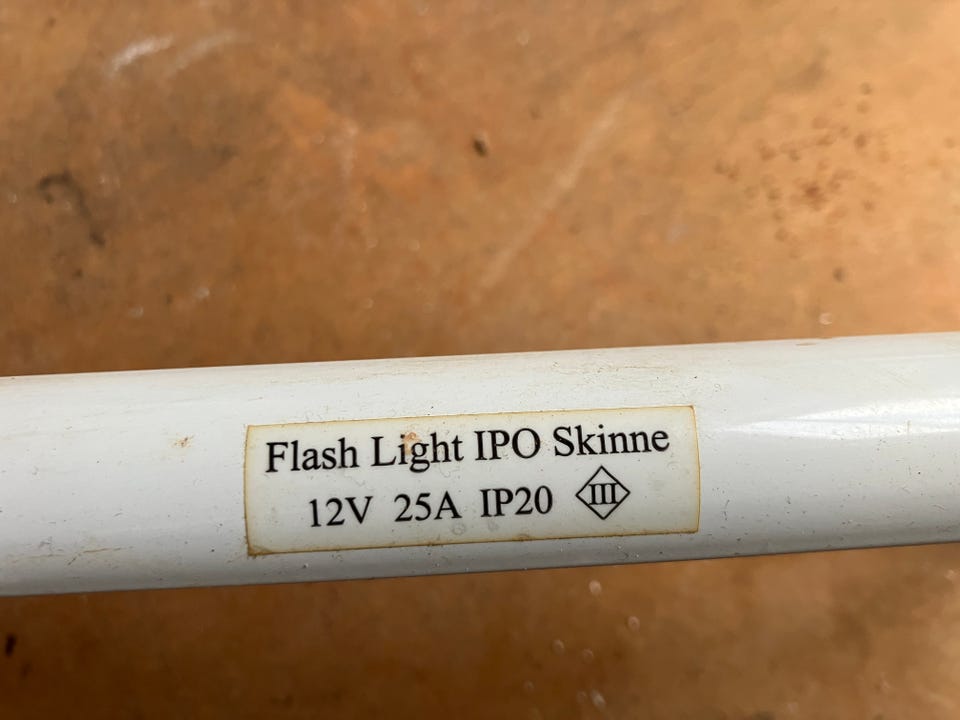 Flash Light IPO Skinne
12V 25A IP20 III